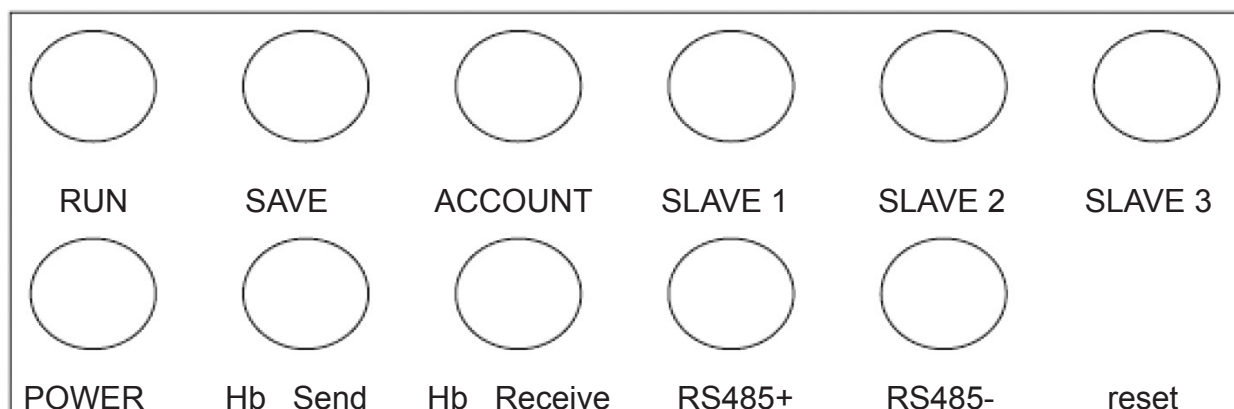 RUN SAVE ACCOUNT SLAVE 1 SLAVE 2 SLAVE 3
POWER Hb Send Hb Receive RS485+ RS485- reset